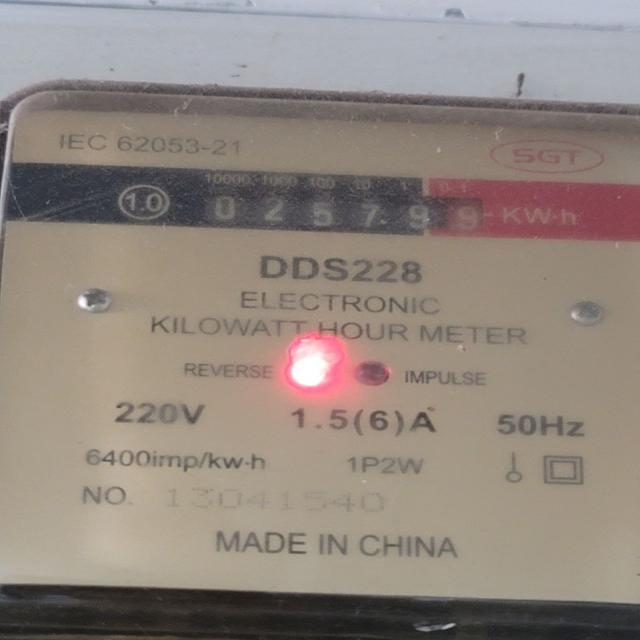 IEC 62053-21
SGT
10000 1000 100 10 1 0.1
1.0 0 2 5 7 9 9 KW·h
DDS228
ELECTRONIC
KILOWATT HOUR METER
REVERSE IMPULSE
220V 1.5(6)A 50Hz
6400imp/kw·h 1P2W
NO. 13041540
MADE IN CHINA